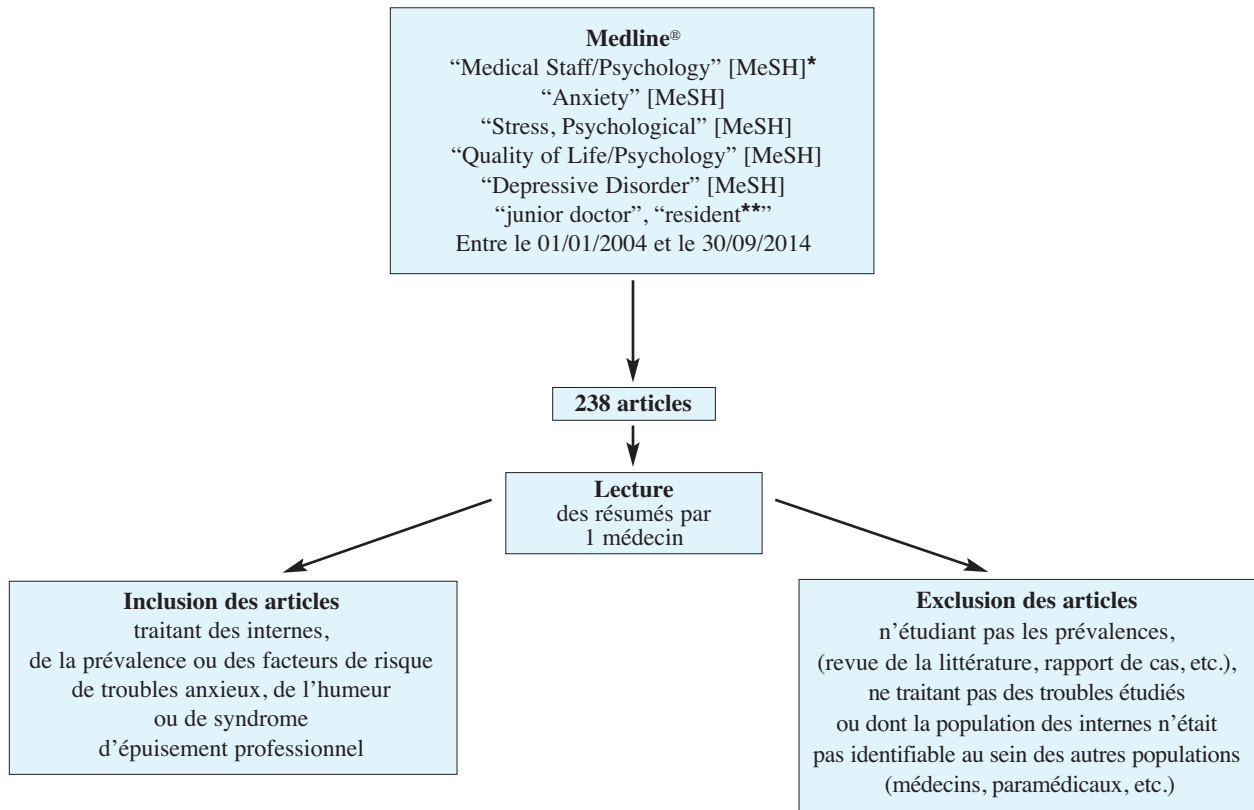 Medline®
“Medical Staff/Psychology” [MeSH]*
“Anxiety” [MeSH]
“Stress, Psychological” [MeSH]
“Quality of Life/Psychology” [MeSH]
“Depressive Disorder” [MeSH]
“junior doctor”, “resident**”
Entre le 01/01/2004 et le 30/09/2014
238 articles
Lecture
des résumés par
1 médecin
Inclusion des articles
traitant des internes,
de la prévalence ou des facteurs de risque
de troubles anxieux, de l’humeur
ou de syndrome
d’épuisement professionnel
Exclusion des articles
n’étudiant pas les prévalences,
(revue de la littérature, rapport de cas, etc.),
ne traitant pas des troubles étudiés
ou dont la population des internes n’était
pas identifiable au sein des autres populations
(médecins, paramédicaux, etc.)